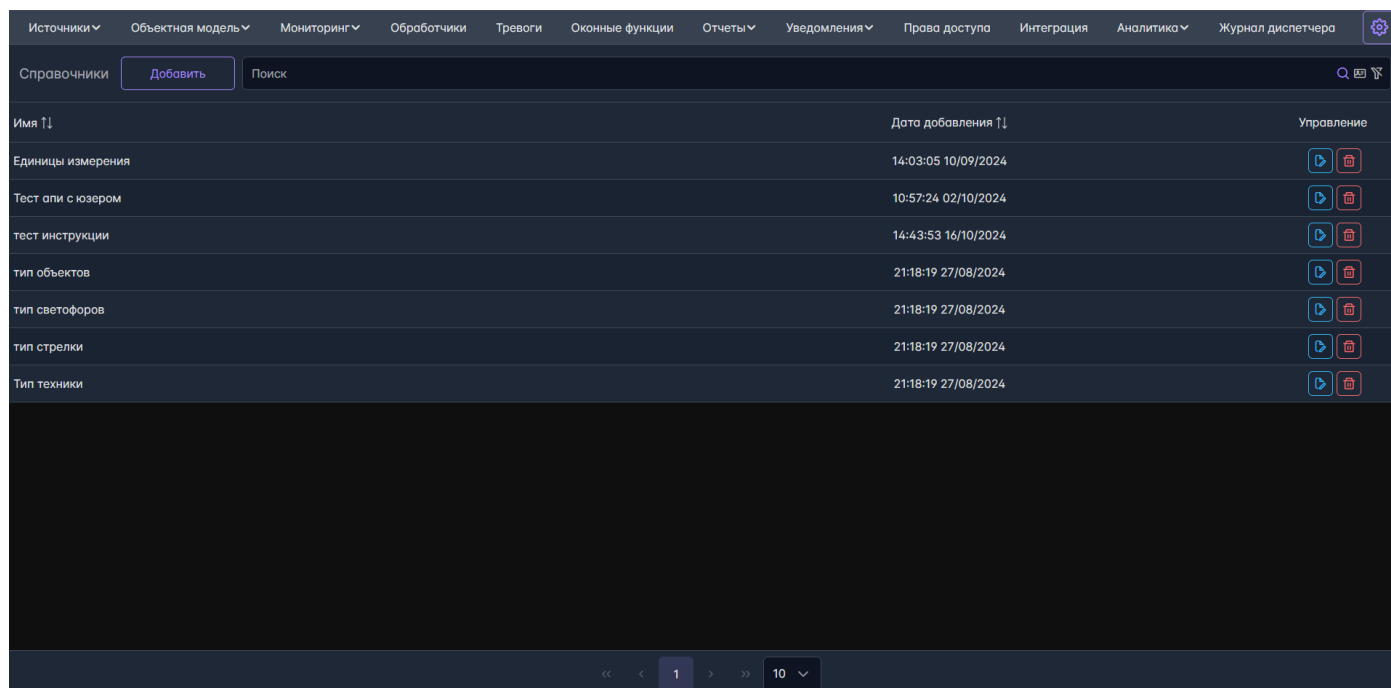 Источники Объектная модель Мониторинг Обработчики Тревоги Оконные функции Отчеты Уведомления Права доступа Интеграция Аналитика Журнал диспетчера
Справочники Добавить Поиск
Имя Дата добавления Управление
Единицы измерения 14:03:05 10/09/2024
Тест апи с юзером 10:57:24 02/10/2024
тест инструкции 14:43:53 16/10/2024
тип объектов 21:18:19 27/08/2024
тип светофоров 21:18:19 27/08/2024
тип стрелки 21:18:19 27/08/2024
Тип техники 21:18:19 27/08/2024
« ‹ 1 › » 10